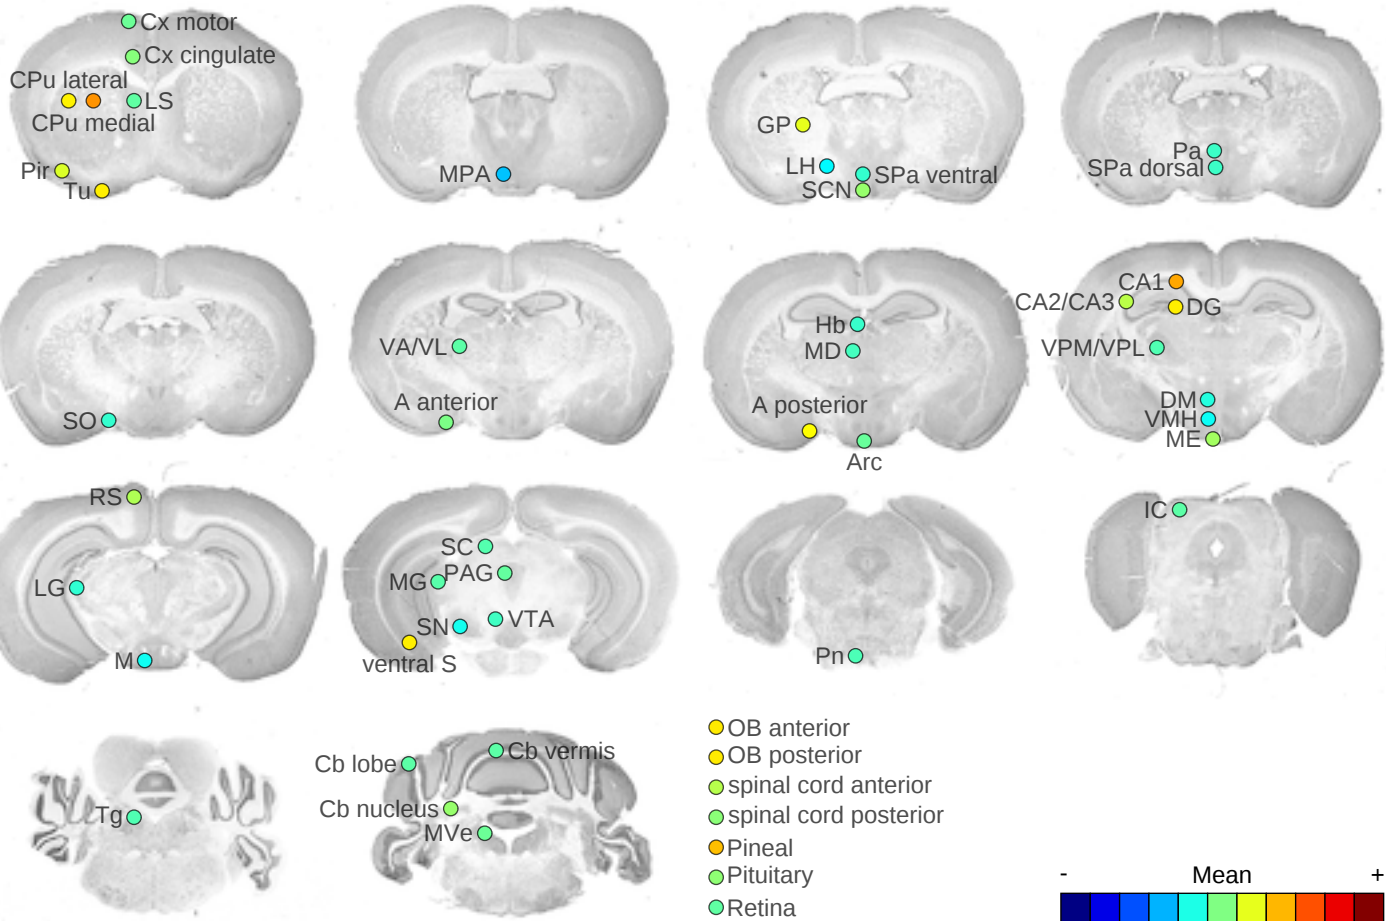 Cx motor
Cx cingulate
CPu lateral
LS
CPu medial
Pir
Tu
MPA
GP
LH
SPa ventral
SCN
Pa
SPa dorsal
SO
VA/VL
A anterior
Hb
MD
A posterior
Arc
CA1
CA2/CA3
DG
VPM/VPL
DM
VMH
ME
RS
LG
M
SC
MG
PAG
SN
VTA
ventral S
Pn
IC
Tg
Cb lobe
Cb vermis
Cb nucleus
MVe
OB anterior
OB posterior
spinal cord anterior
spinal cord posterior
Pineal
Pituitary
Retina
- Mean +